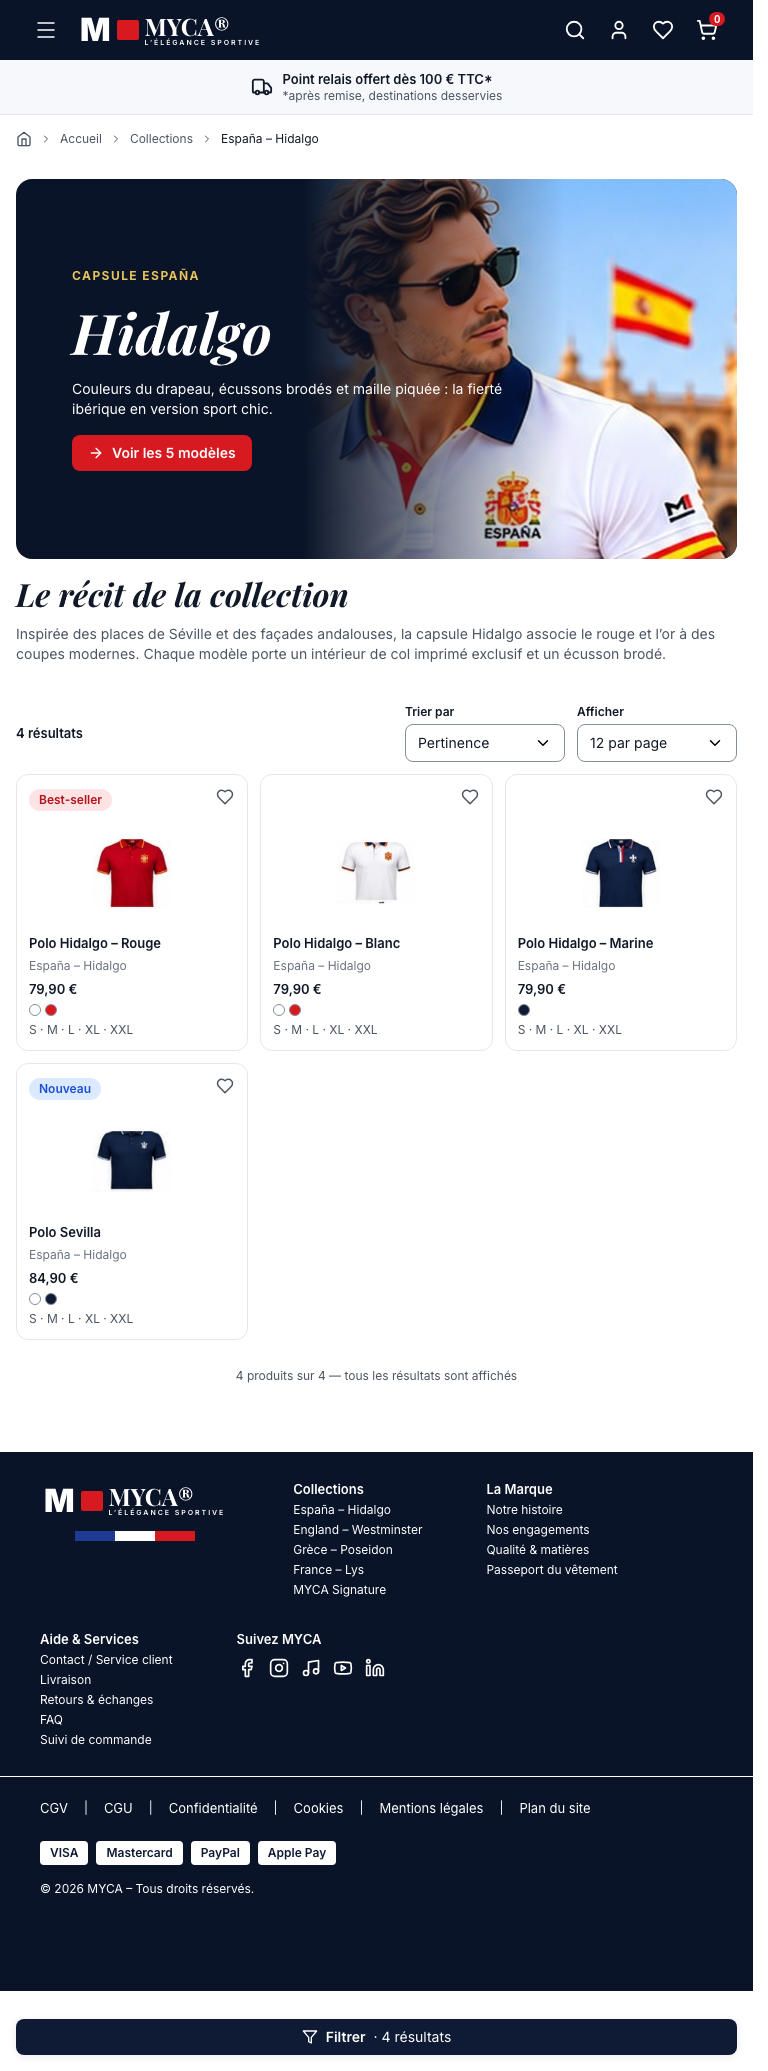 M MYCA®
L'ÉLÉGANCE SPORTIVE
0
Point relais offert dès 100 € TTC*
*après remise, destinations desservies
Accueil
Collections
España – Hidalgo
CAPSULE ESPAÑA
Hidalgo
Couleurs du drapeau, écussons brodés et maille piquée : la fierté
ibérique en version sport chic.
Voir les 5 modèles
ESPAÑA
M
Le récit de la collection
Inspirée des places de Séville et des façades andalouses, la capsule Hidalgo associe le rouge et l’or à des
coupes modernes. Chaque modèle porte un intérieur de col imprimé exclusif et un écusson brodé.
4 résultats
Trier par
Pertinence
Afficher
12 par page
Best-seller
Polo Hidalgo – Rouge
España – Hidalgo
79,90 €
S · M · L · XL · XXL
Polo Hidalgo – Blanc
España – Hidalgo
79,90 €
S · M · L · XL · XXL
Polo Hidalgo – Marine
España – Hidalgo
79,90 €
S · M · L · XL · XXL
Nouveau
Polo Sevilla
España – Hidalgo
84,90 €
S · M · L · XL · XXL
4 produits sur 4 — tous les résultats sont affichés
M MYCA®
L'ÉLÉGANCE SPORTIVE
Collections
España – Hidalgo
England – Westminster
Grèce – Poseidon
France – Lys
MYCA Signature
La Marque
Notre histoire
Nos engagements
Qualité & matières
Passeport du vêtement
Aide & Services
Contact / Service client
Livraison
Retours & échanges
FAQ
Suivi de commande
Suivez MYCA
CGV | CGU | Confidentialité | Cookies | Mentions légales | Plan du site
VISA
Mastercard
PayPal
Apple Pay
© 2026 MYCA – Tous droits réservés.
Filtrer · 4 résultats